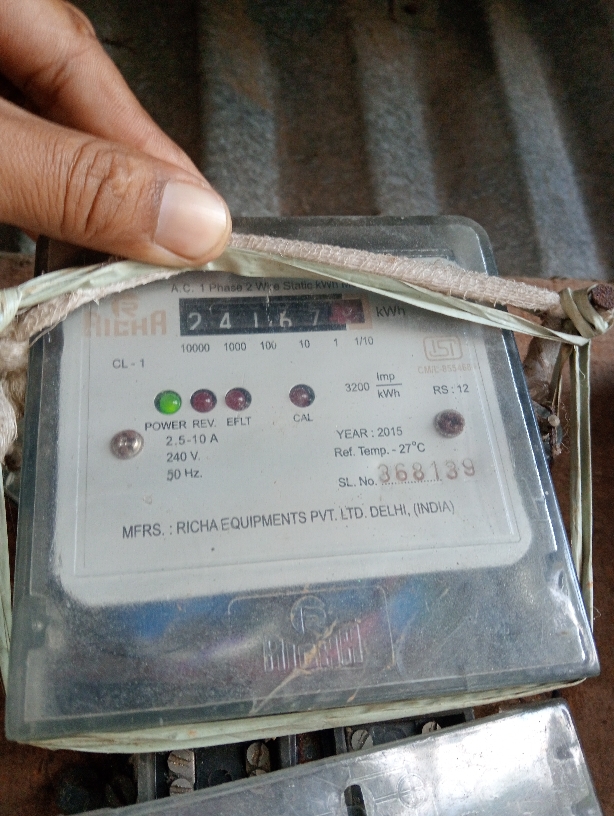 A.C. 1 Phase 2 Wire Static kWh
RICHA
2 4 1 6 7
kWh
10000 1000 100 10 1 1/10
CL - 1
3200 Imp/kWh
RS : 12
POWER REV. EFLT CAL
2.5-10 A
240 V.
50 Hz.
YEAR : 2015
Ref. Temp. - 27°C
SL. No. 368139
MFRS. : RICHA EQUIPMENTS PVT. LTD. DELHI, (INDIA)